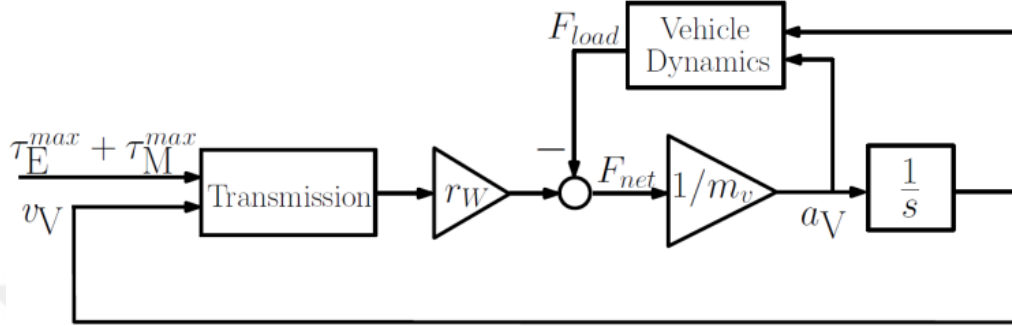 F_load
Vehicle
Dynamics
τ_E^max + τ_M^max
−
v_V
Transmission
r_W
F_net
1/m_v
a_V
1/s